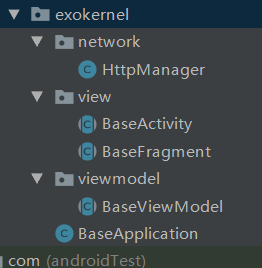 exokernel
network
HttpManager
view
BaseActivity
BaseFragment
viewmodel
BaseViewModel
BaseApplication
com (androidTest)